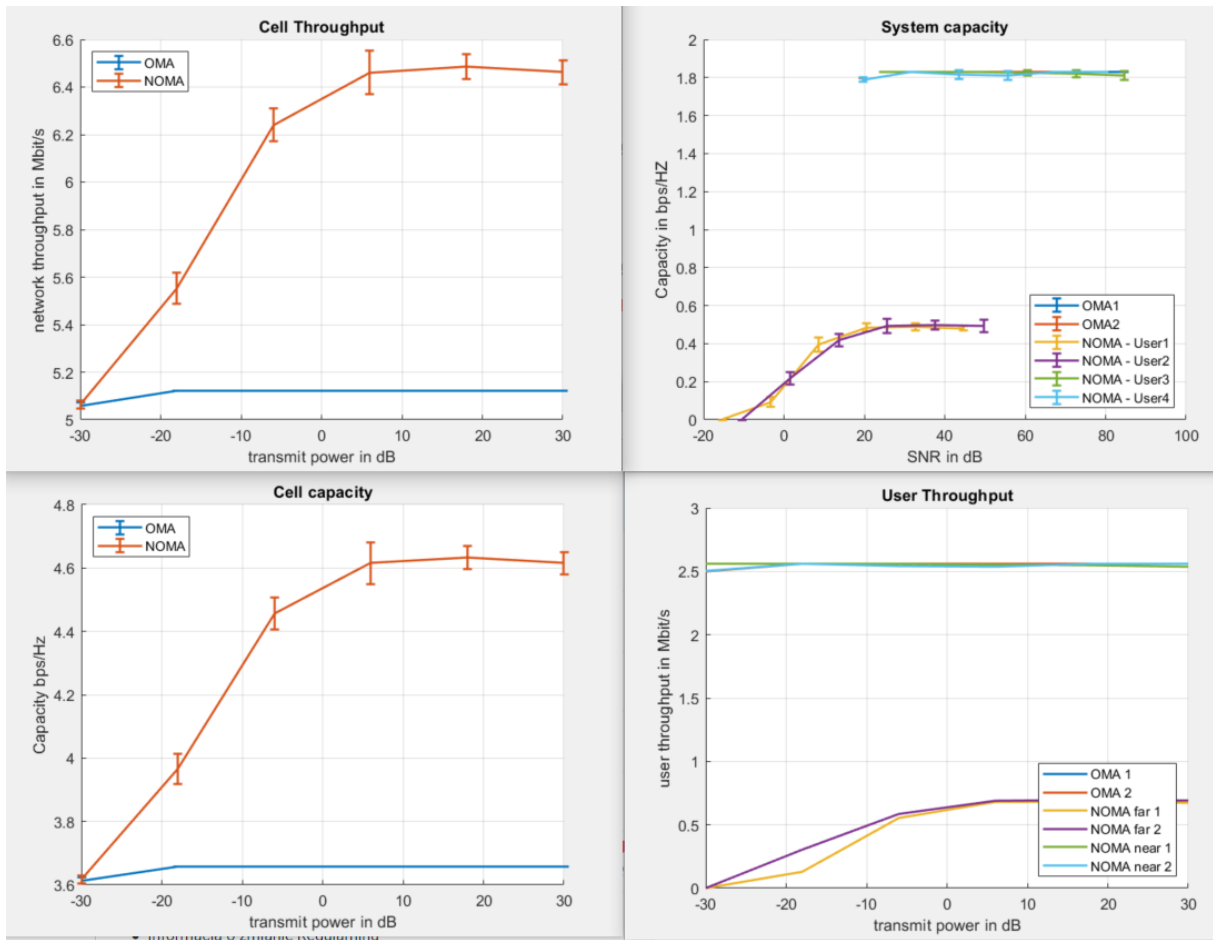 Cell Throughput
6.6
6.4
6.2
6
5.8
5.6
5.4
5.2
5
-30
-20
-10
0
10
20
30
network throughput in Mbit/s
transmit power in dB
OMA
NOMA
System capacity
2
1.8
1.6
1.4
1.2
1
0.8
0.6
0.4
0.2
0
-20
0
20
40
60
80
100
Capacity in bps/HZ
SNR in dB
OMA1
OMA2
NOMA - User1
NOMA - User2
NOMA - User3
NOMA - User4
Cell capacity
4.8
4.6
4.4
4.2
4
3.8
3.6
-30
-20
-10
0
10
20
30
Capacity bps/Hz
transmit power in dB
OMA
NOMA
User Throughput
3
2.5
2
1.5
1
0.5
0
-30
-20
-10
0
10
20
30
user throughput in Mbit/s
transmit power in dB
OMA 1
OMA 2
NOMA far 1
NOMA far 2
NOMA near 1
NOMA near 2